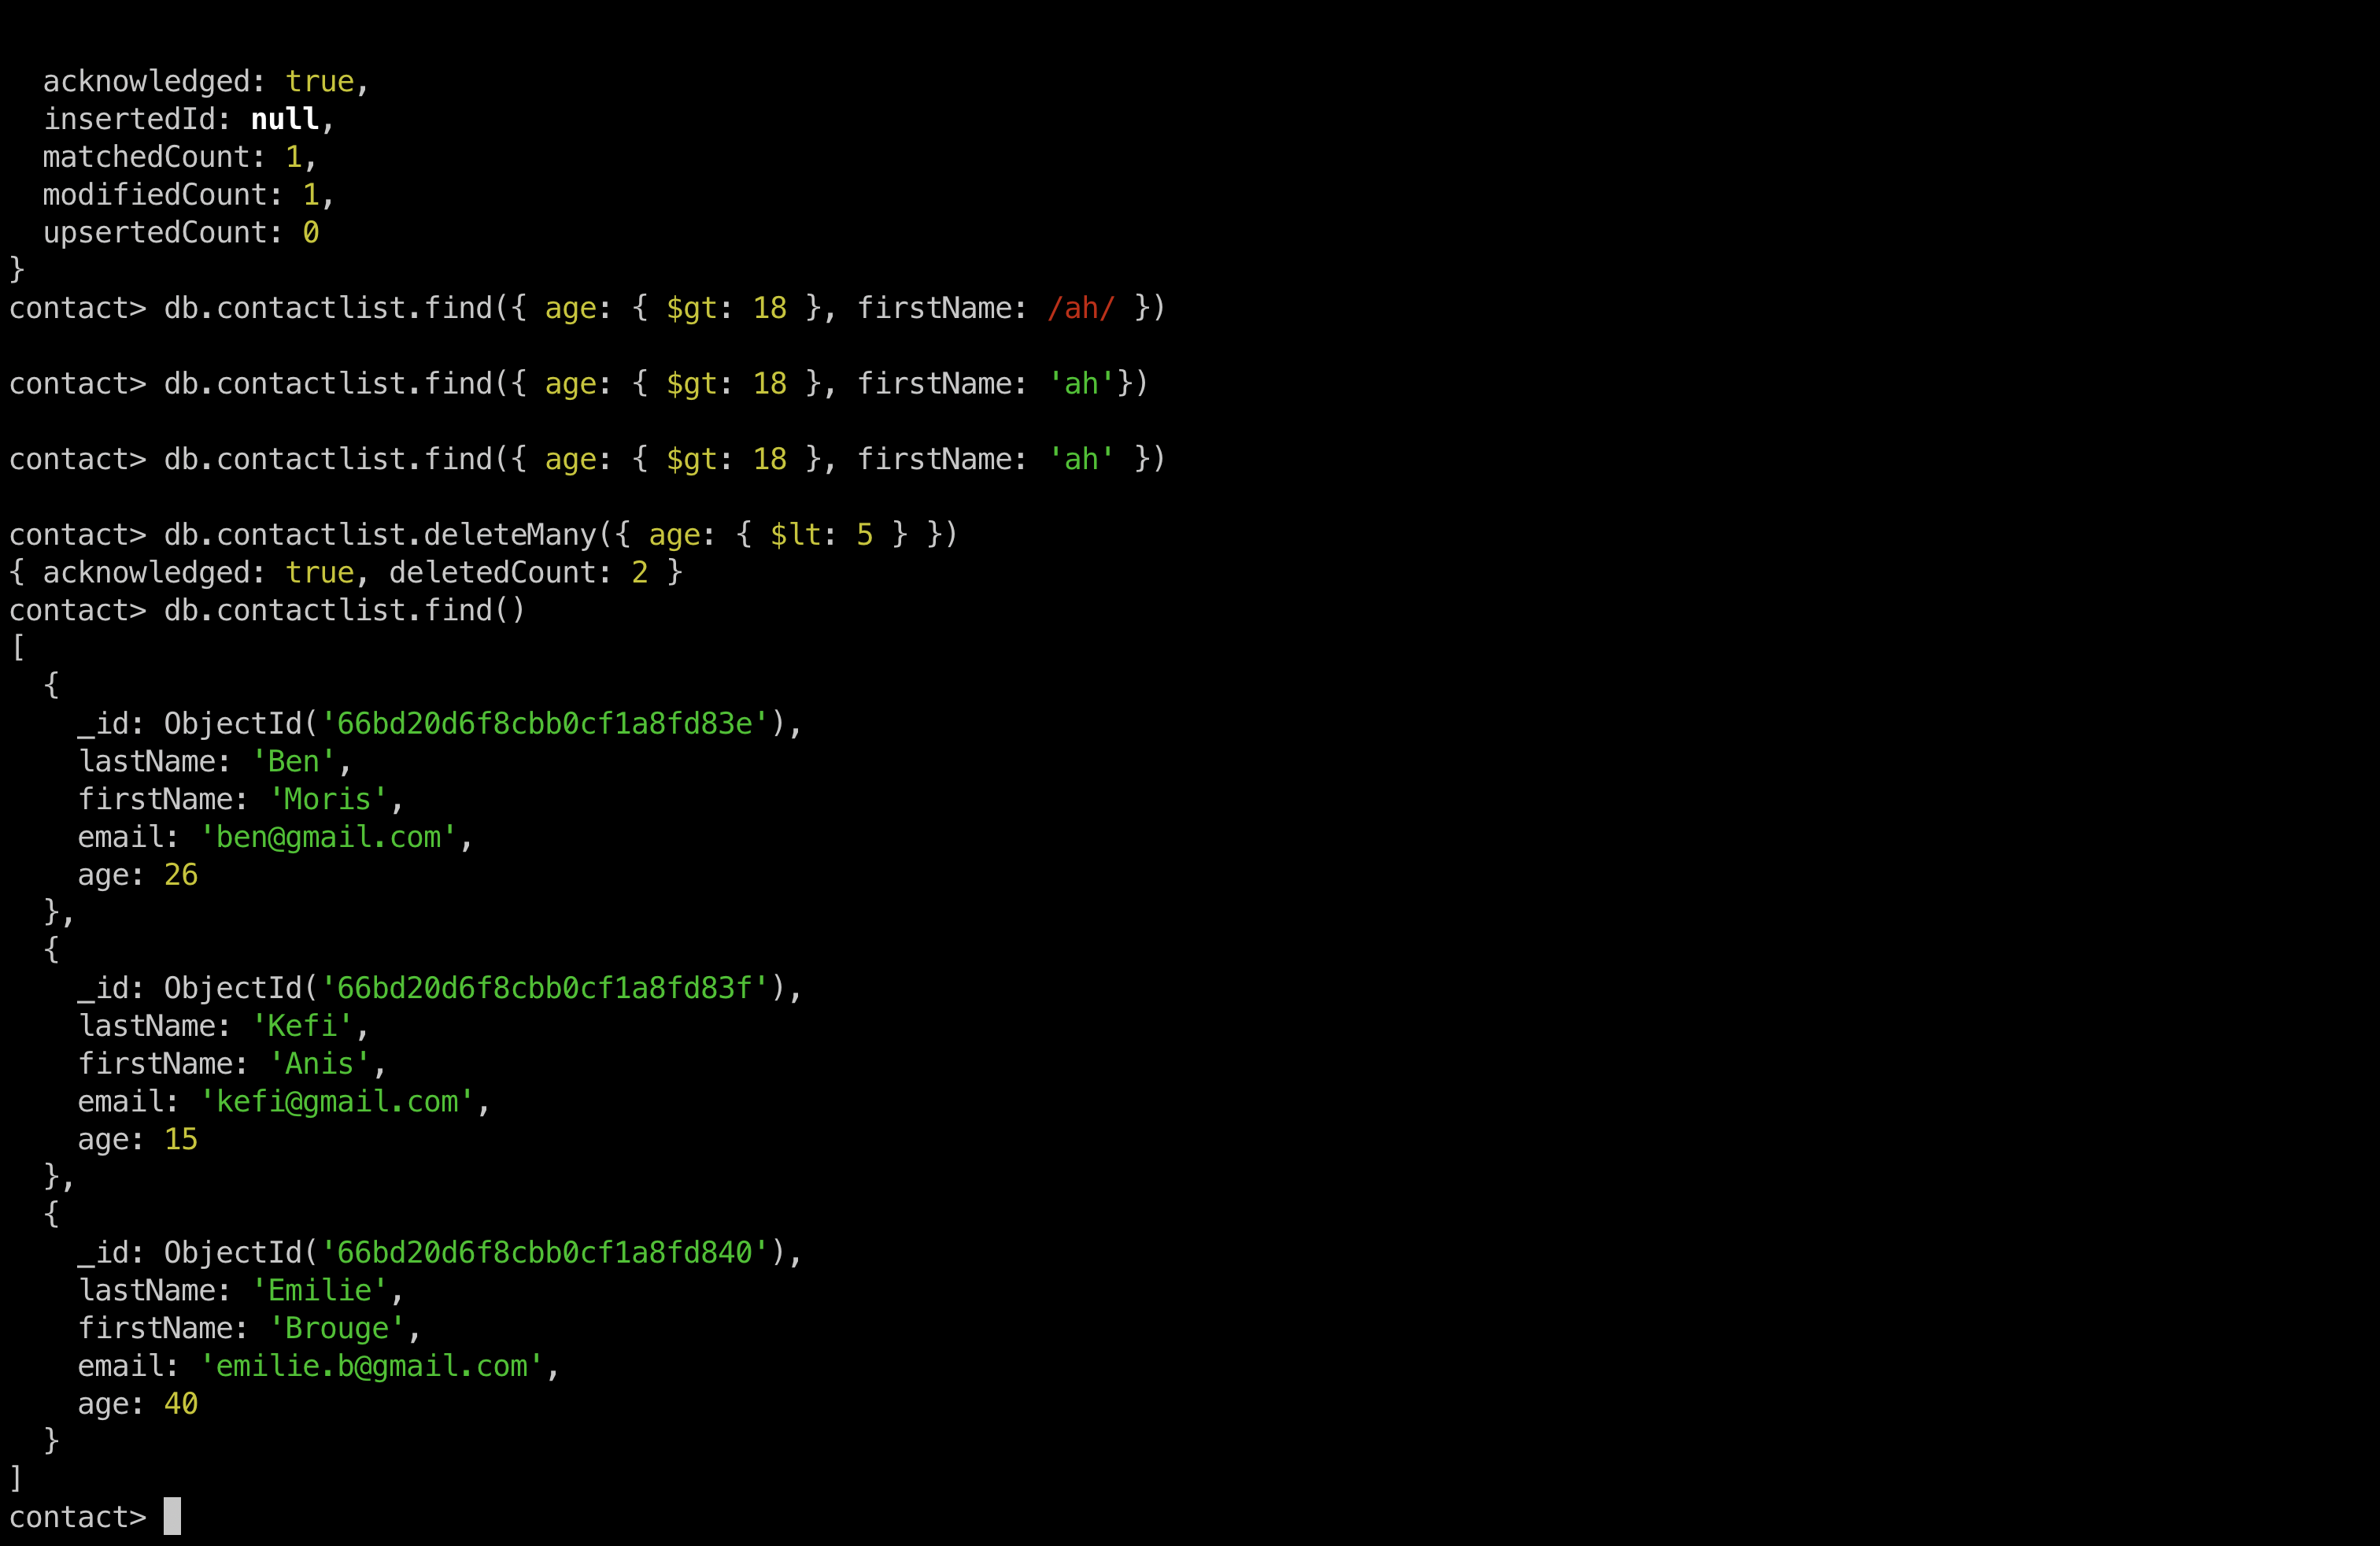 acknowledged: true,
  insertedId: null,
  matchedCount: 1,
  modifiedCount: 1,
  upsertedCount: 0
}
contact> db.contactlist.find({ age: { $gt: 18 }, firstName: /ah/ })

contact> db.contactlist.find({ age: { $gt: 18 }, firstName: 'ah'})

contact> db.contactlist.find({ age: { $gt: 18 }, firstName: 'ah' })

contact> db.contactlist.deleteMany({ age: { $lt: 5 } })
{ acknowledged: true, deletedCount: 2 }
contact> db.contactlist.find()
[
  {
    _id: ObjectId('66bd20d6f8cbb0cf1a8fd83e'),
    lastName: 'Ben',
    firstName: 'Moris',
    email: 'ben@gmail.com',
    age: 26
  },
  {
    _id: ObjectId('66bd20d6f8cbb0cf1a8fd83f'),
    lastName: 'Kefi',
    firstName: 'Anis',
    email: 'kefi@gmail.com',
    age: 15
  },
  {
    _id: ObjectId('66bd20d6f8cbb0cf1a8fd840'),
    lastName: 'Emilie',
    firstName: 'Brouge',
    email: 'emilie.b@gmail.com',
    age: 40
  }
]
contact>